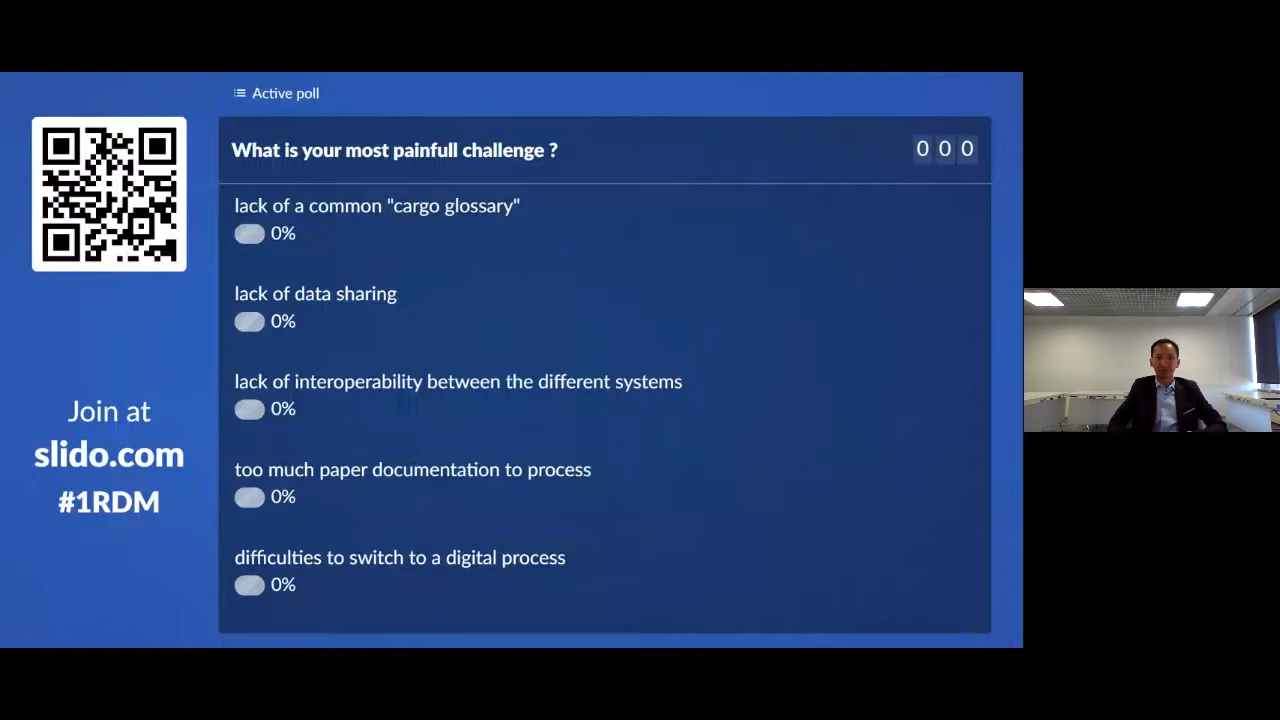 Active poll
What is your most painfull challenge ?
0 0 0
lack of a common "cargo glossary"
0%
lack of data sharing
0%
lack of interoperability between the different systems
0%
too much paper documentation to process
0%
difficulties to switch to a digital process
0%
Join at
slido.com
#1RDM